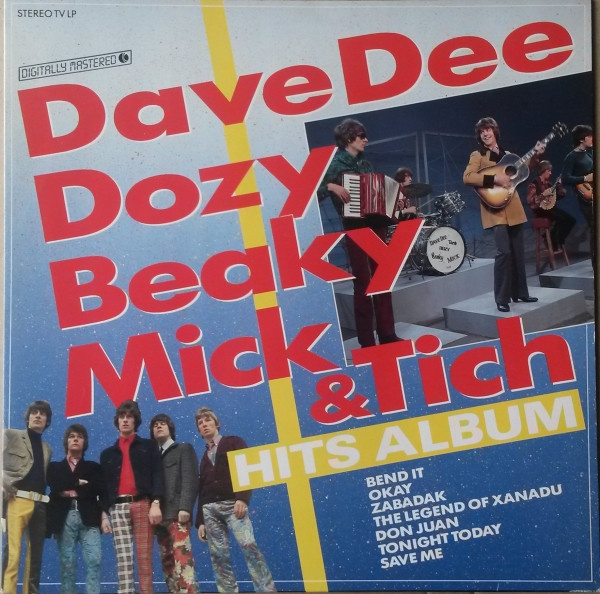 STEREO TV LP
DIGITALLY MASTERED
Dave Dee
Dozy
Beaky
Mick
& Tich
HITS ALBUM
BEND IT
OKAY
ZABADAK
THE LEGEND OF XANADU
DON JUAN
TONIGHT TODAY
SAVE ME